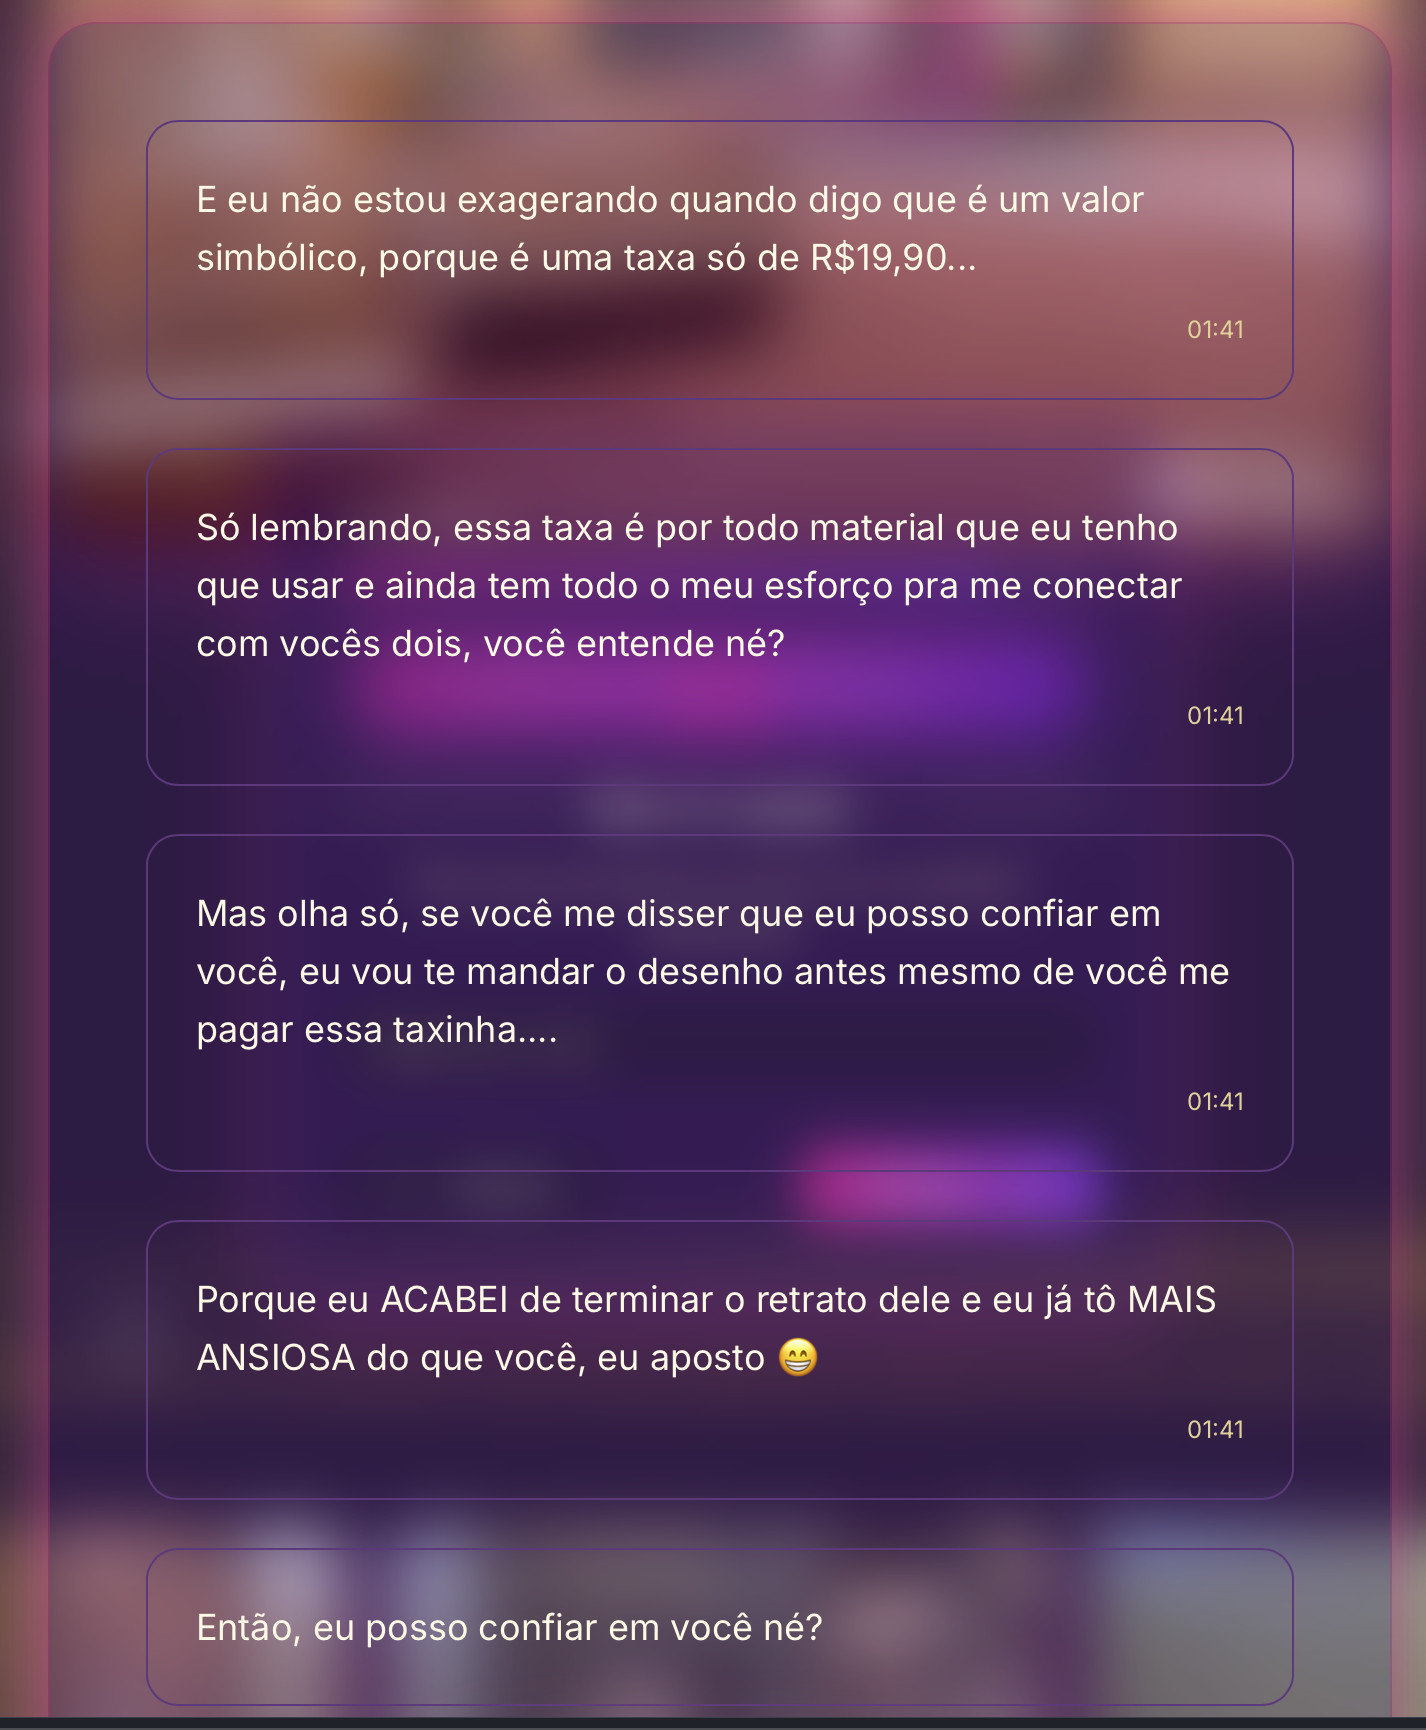 E eu não estou exagerando quando digo que é um valor
simbólico, porque é uma taxa só de R$19,90...
01:41
Só lembrando, essa taxa é por todo material que eu tenho
que usar e ainda tem todo o meu esforço pra me conectar
com vocês dois, você entende né?
01:41
Mas olha só, se você me disser que eu posso confiar em
você, eu vou te mandar o desenho antes mesmo de você me
pagar essa taxinha....
01:41
Porque eu ACABEI de terminar o retrato dele e eu já tô MAIS
ANSIOSA do que você, eu aposto 😁
01:41
Então, eu posso confiar em você né?